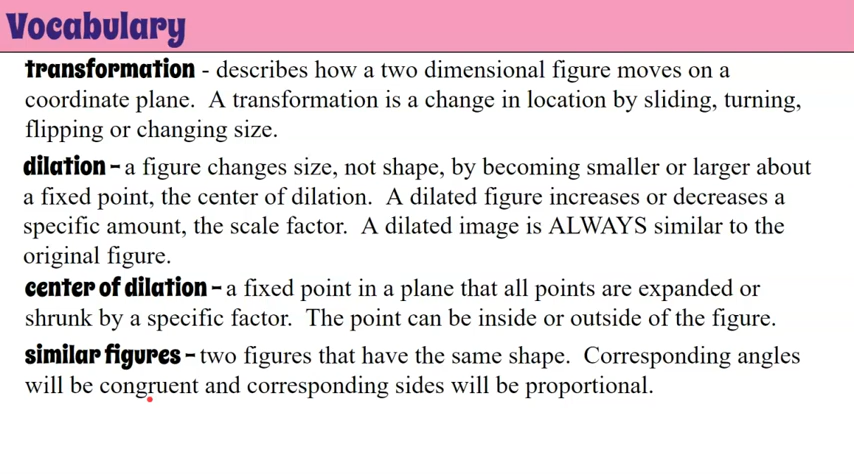 Vocabulary
transformation - describes how a two dimensional figure moves on a
coordinate plane. A transformation is a change in location by sliding, turning,
flipping or changing size.
dilation - a figure changes size, not shape, by becoming smaller or larger about
a fixed point, the center of dilation. A dilated figure increases or decreases a
specific amount, the scale factor. A dilated image is ALWAYS similar to the
original figure.
center of dilation - a fixed point in a plane that all points are expanded or
shrunk by a specific factor. The point can be inside or outside of the figure.
similar figures - two figures that have the same shape. Corresponding angles
will be congruent and corresponding sides will be proportional.